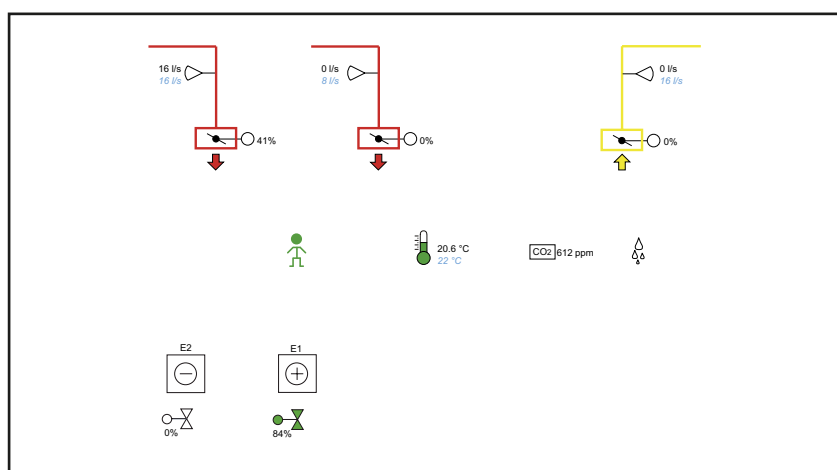 16 l/s
16 l/s
0 l/s
8 l/s
0 l/s
16 l/s
41%
0%
0%
20.6 °C
22 °C
CO2 612 ppm
E2
E1
0%
84%